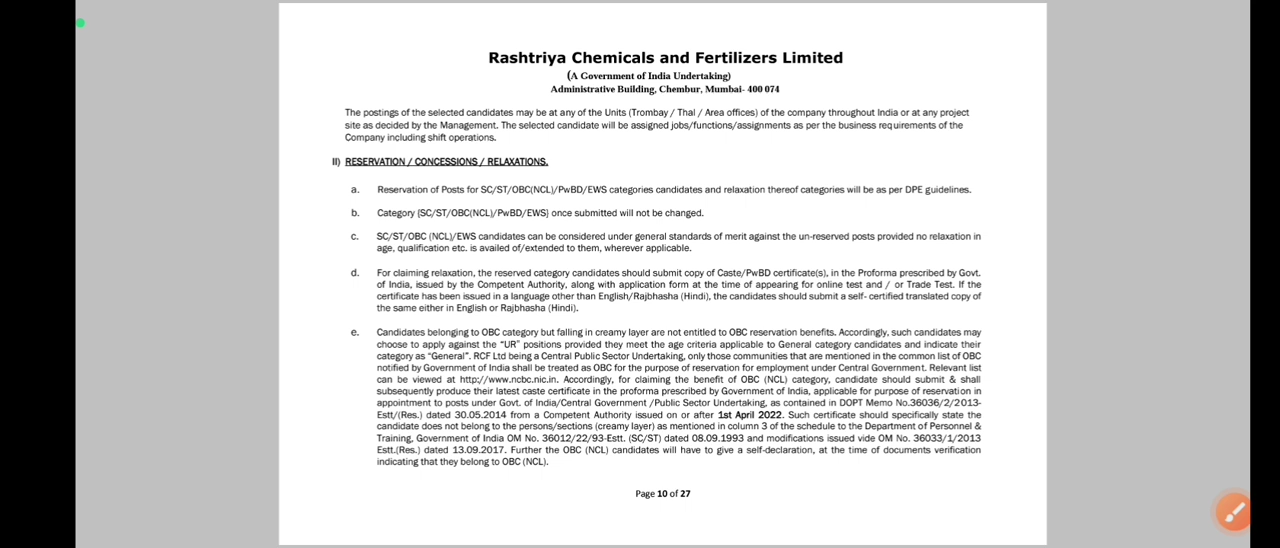 Rashtriya Chemicals and Fertilizers Limited
(A Government of India Undertaking)
Administrative Building, Chembur, Mumbai- 400 074
The postings of the selected candidates may be at any of the Units (Trombay / Thal / Area offices) of the company throughout India or at any project
site as decided by the Management. The selected candidate will be assigned jobs/functions/assignments as per the business requirements of the
Company including shift operations.
II) RESERVATION / CONCESSIONS / RELAXATIONS.
a. Reservation of Posts for SC/ST/OBC(NCL)/PwBD/EWS categories candidates and relaxation thereof categories will be as per DPE guidelines.
b. Category {SC/ST/OBC(NCL)/PwBD/EWS} once submitted will not be changed.
c. SC/ST/OBC (NCL)/EWS candidates can be considered under general standards of merit against the un-reserved posts provided no relaxation in
age, qualification etc. is availed of/extended to them, wherever applicable.
d. For claiming relaxation, the reserved category candidates should submit copy of Caste/PwBD certificate(s), in the Proforma prescribed by Govt.
of India, issued by the Competent Authority, along with application form at the time of appearing for online test and / or Trade Test. If the
certificate has been issued in a language other than English/Rajbhasha (Hindi), the candidates should submit a self- certified translated copy of
the same either in English or Rajbhasha (Hindi).
e. Candidates belonging to OBC category but falling in creamy layer are not entitled to OBC reservation benefits. Accordingly, such candidates may
choose to apply against the "UR" positions provided they meet the age criteria applicable to General category candidates and indicate their
category as "General". RCF Ltd being a Central Public Sector Undertaking, only those communities that are mentioned in the common list of OBC
notified by Government of India shall be treated as OBC for the purpose of reservation for employment under Central Government. Relevant list
can be viewed at http://www.ncbc.nic.in. Accordingly, for claiming the benefit of OBC (NCL) category, candidate should submit & shall
subsequently produce their latest caste certificate in the proforma prescribed by Government of India, applicable for purpose of reservation in
appointment to posts under Govt. of India/Central Government /Public Sector Undertaking, as contained in DOPT Memo No.36036/2/2013-
Estt/(Res.) dated 30.05.2014 from a Competent Authority issued on or after 1st April 2022. Such certificate should specifically state the
candidate does not belong to the persons/sections (creamy layer) as mentioned in column 3 of the schedule to the Department of Personnel &
Training, Government of India OM No. 36012/22/93-Estt. (SC/ST) dated 08.09.1993 and modifications issued vide OM No. 36033/1/2013
Estt.(Res.) dated 13.09.2017. Further the OBC (NCL) candidates will have to give a self-declaration, at the time of documents verification
indicating that they belong to OBC (NCL).
Page 10 of 27